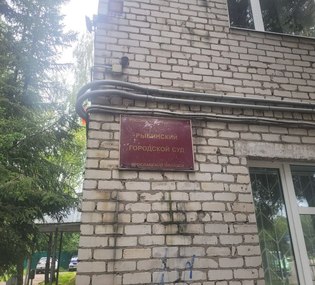 РЫБИНСКИЙ
ГОРОДСКОЙ СУД
ЯРОСЛАВСКОЙ ОБЛАСТИ